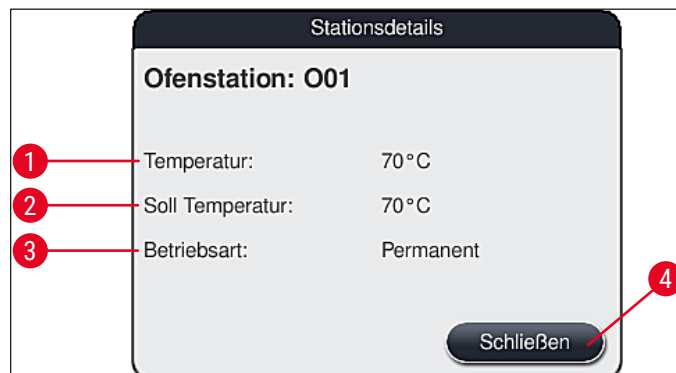 Stationsdetails
Ofenstation: O01
1 Temperatur: 70°C
2 Soll Temperatur: 70°C
3 Betriebsart: Permanent
4
Schließen